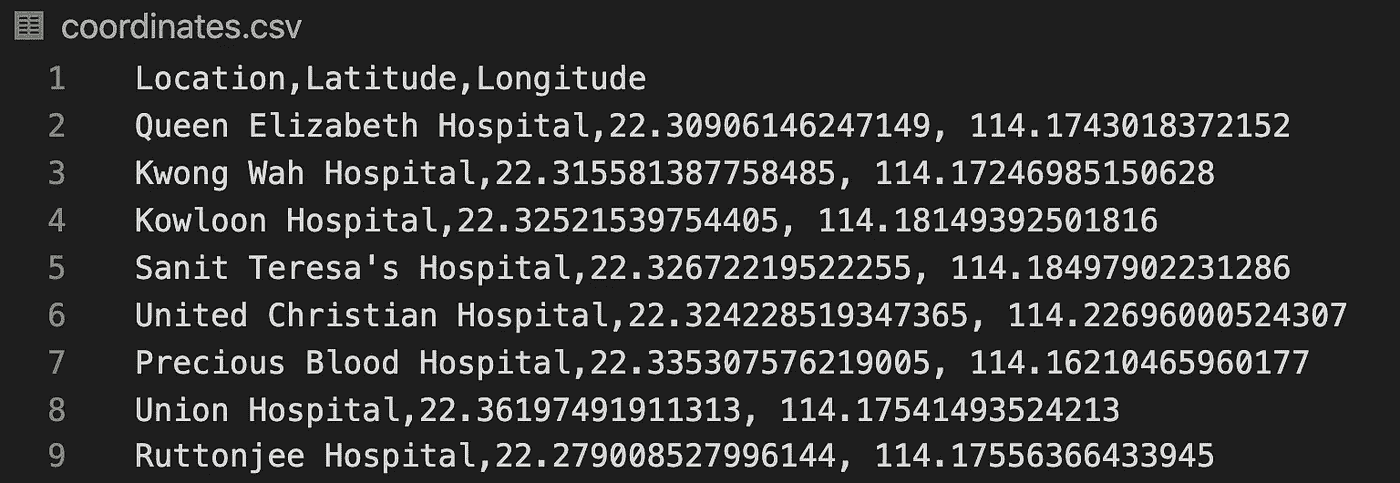 coordinates.csv
1 Location,Latitude,Longitude
2 Queen Elizabeth Hospital,22.30906146247149, 114.1743018372152
3 Kwong Wah Hospital,22.315581387758485, 114.17246985150628
4 Kowloon Hospital,22.32521539754405, 114.18149392501816
5 Sanit Teresa's Hospital,22.32672219522255, 114.18497902231286
6 United Christian Hospital,22.324228519347365, 114.22696000524307
7 Precious Blood Hospital,22.335307576219005, 114.16210465960177
8 Union Hospital,22.36197491911313, 114.17541493524213
9 Ruttonjee Hospital,22.279008527996144, 114.17556366433945